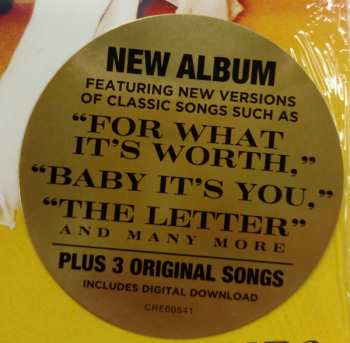 NEW ALBUM
FEATURING NEW VERSIONS
OF CLASSIC SONGS SUCH AS
“FOR WHAT
IT'S WORTH,”
“BABY IT'S YOU,”
“THE LETTER”
AND MANY MORE
PLUS 3 ORIGINAL SONGS
INCLUDES DIGITAL DOWNLOAD
CRE00541